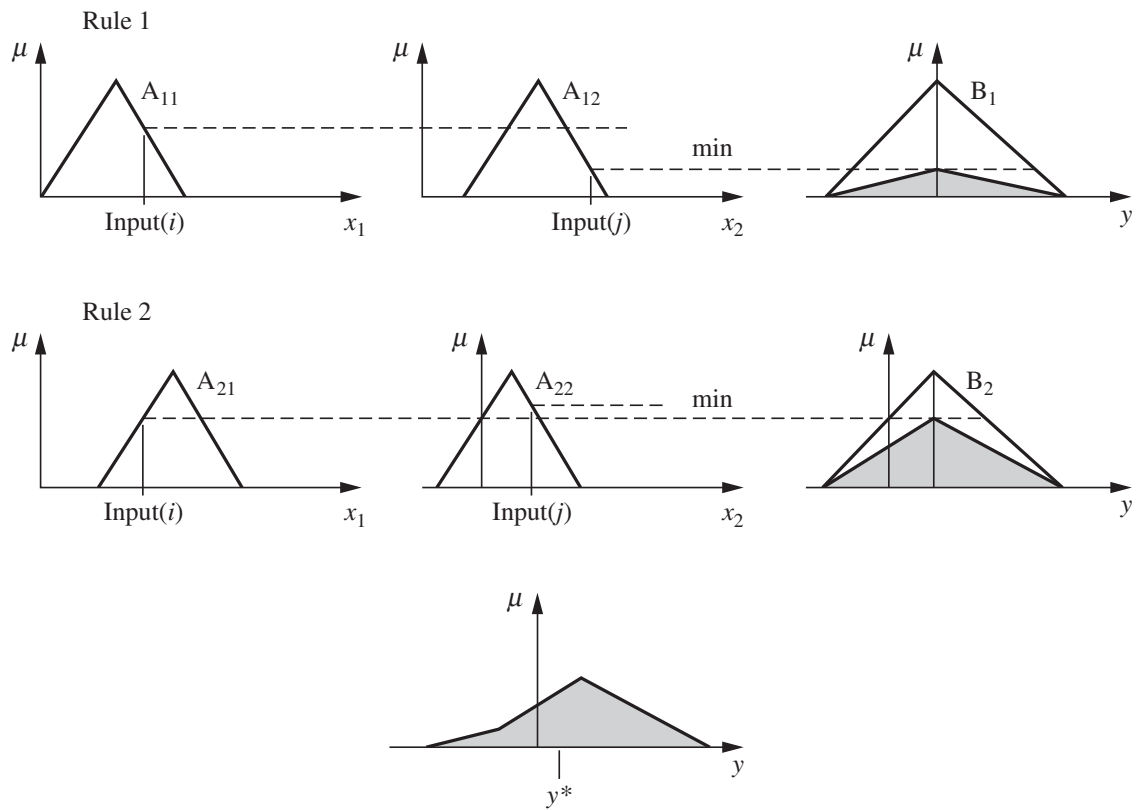 Rule 1
μ μ μ
A₁₁ A₁₂ B₁
min
Input(i) x₁ Input(j) x₂ y
Rule 2
μ μ μ
A₂₁ A₂₂ B₂
min
Input(i) x₁ Input(j) x₂ y
μ
y
y*